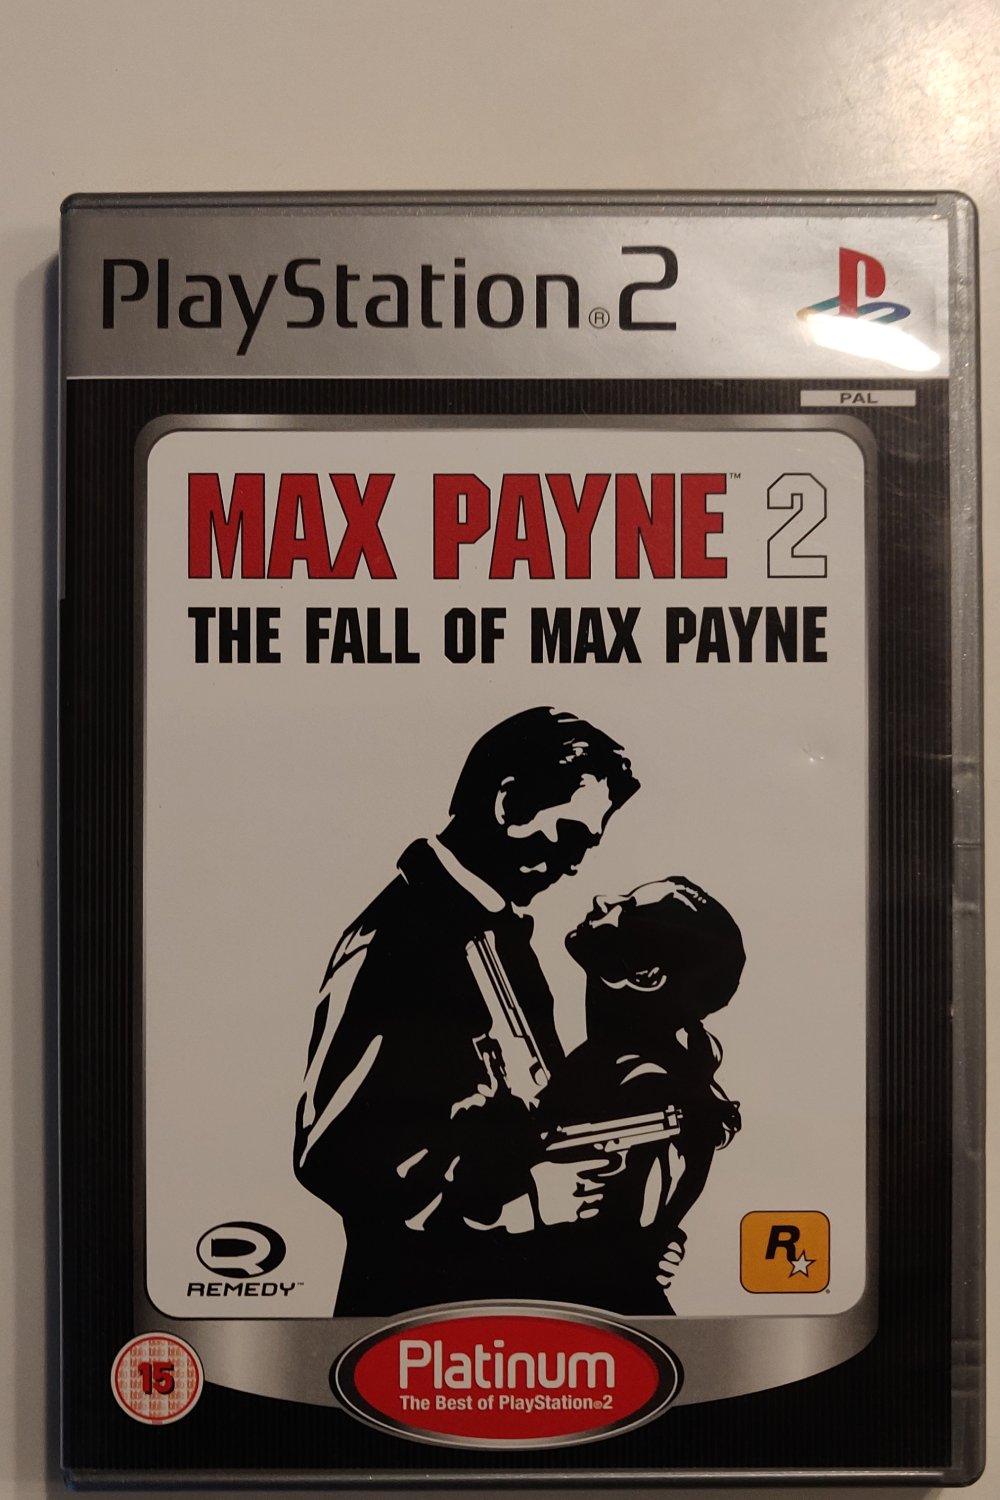 PlayStation®2
PAL
MAX PAYNE™ 2
THE FALL OF MAX PAYNE
REMEDY™
R
15
Platinum
The Best of PlayStation®2